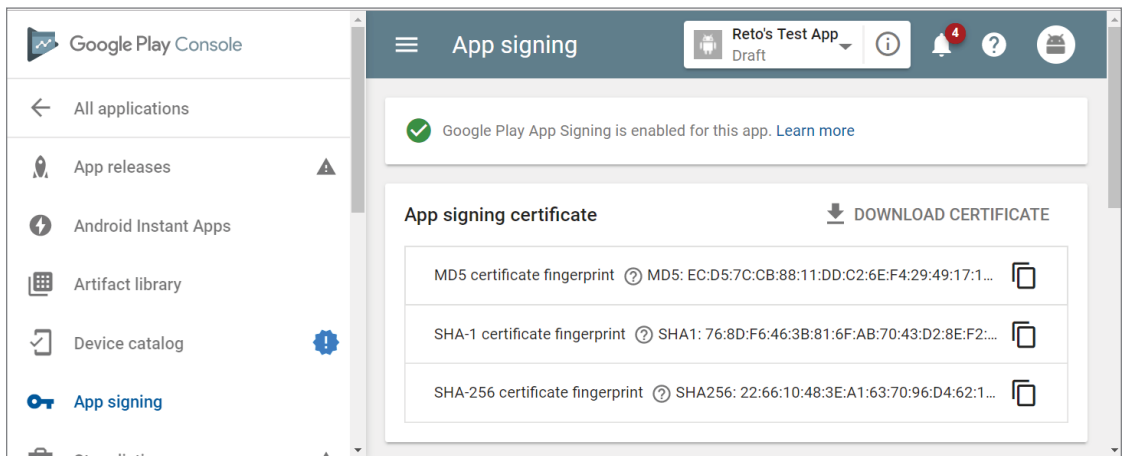 Google Play Console
All applications
App releases
Android Instant Apps
Artifact library
Device catalog
App signing
App signing
Reto's Test App
Draft
4
Google Play App Signing is enabled for this app. Learn more
App signing certificate
DOWNLOAD CERTIFICATE
MD5 certificate fingerprint MD5: EC:D5:7C:CB:88:11:DD:C2:6E:F4:29:49:17:1...
SHA-1 certificate fingerprint SHA1: 76:8D:F6:46:3B:81:6F:AB:70:43:D2:8E:F2:...
SHA-256 certificate fingerprint SHA256: 22:66:10:48:3E:A1:63:70:96:D4:62:1...